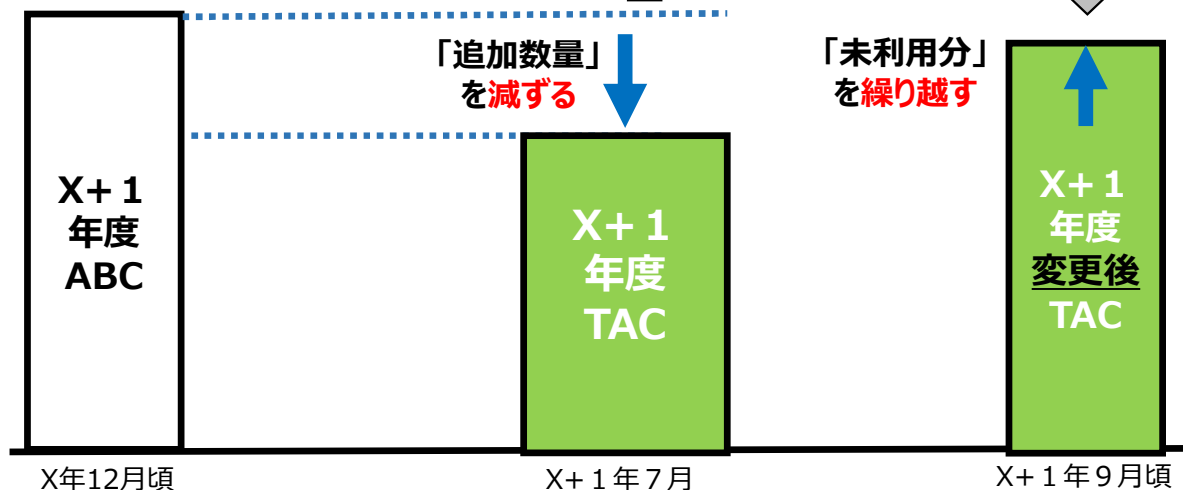 「追加数量」
を減ずる
「未利用分」
を繰り越す
X+１
年度
ABC
X+１
年度
TAC
X+１
年度
変更後
TAC
X年12月頃
X+１年７月
X+１年９月頃